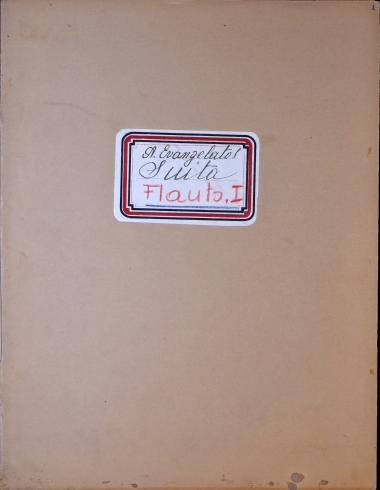 A. Evangelatos
Suita
Flauto. I